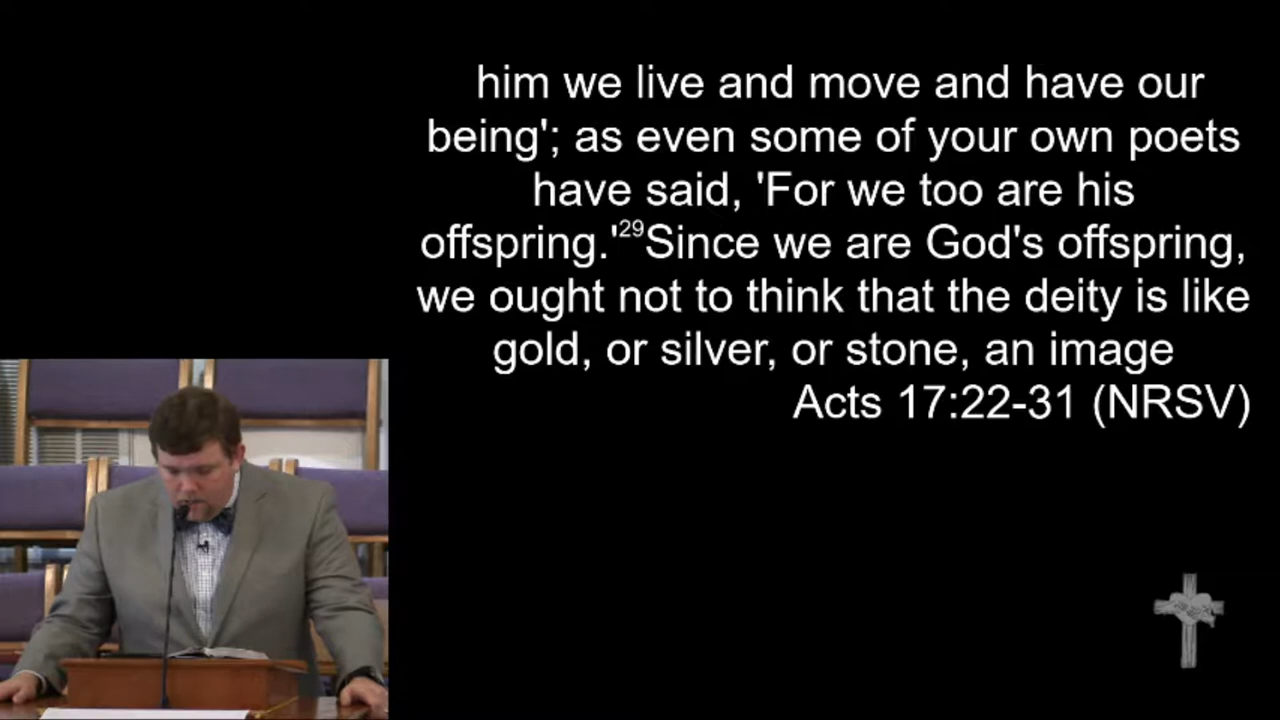 him we live and move and have our
being'; as even some of your own poets
have said, 'For we too are his
offspring.'29Since we are God's offspring,
we ought not to think that the deity is like
gold, or silver, or stone, an image
Acts 17:22-31 (NRSV)